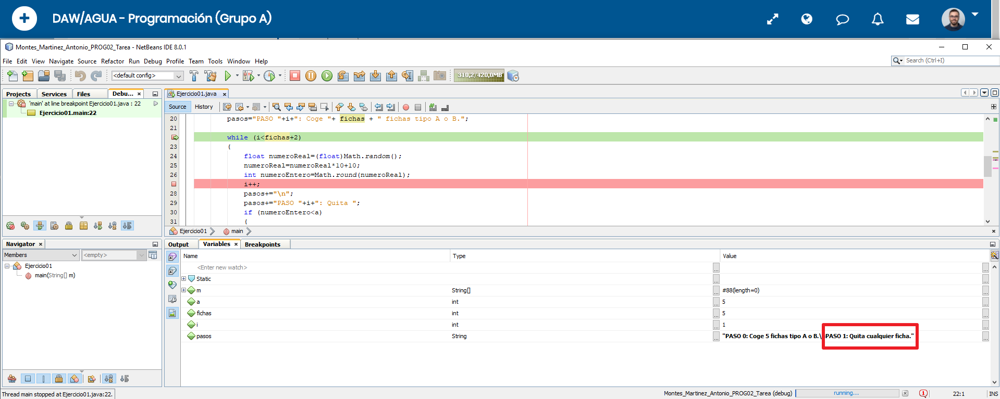 DAW/AGUA - Programación (Grupo A)
Montes_Martinez_Antonio_PROG02_Tarea - NetBeans IDE 8.0.1
File Edit View Navigate Source Refactor Run Debug Profile Team Tools Window Help
Search (Ctrl+I)
<default config>
310,2/420,0MB
Projects Services Files Debu... ×
'main' at line breakpoint Ejercicio01.java : 22
Ejercicio01.main:22
Ejercicio01.java ×
Source History
20 pasos="PASO "+i+": Coge "+ fichas + " fichas tipo A o B.";
21
while (i<fichas+2)
23 {
24 float numeroReal=(float)Math.random();
25 numeroReal=numeroReal*10+10;
26 int numeroEntero=Math.round(numeroReal);
i++;
28 pasos+="\n";
29 pasos+="PASO "+i+": Quita ";
30 if (numeroEntero<a)
31 {
Ejercicio01 main
Navigator ×
Members <empty>
Ejercicio01
main(String[] m)
Output Variables × Breakpoints
Name Type Value
<Enter new watch>
Static
m String[] #88(length=0)
a int 5
fichas int 5
i int 1
pasos String "PASO 0: Coge 5 fichas tipo A o B.\ PASO 1: Quita cualquier ficha."
Thread main stopped at Ejercicio01.java:22.
Montes_Martinez_Antonio_PROG02_Tarea (debug) running... 22:1 INS